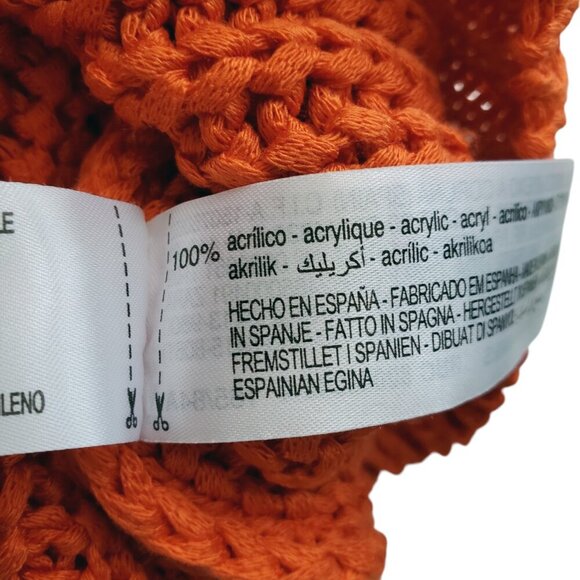 LE
LENO
100% acrílico - acrylique - acrylic - acryl - acrilico -
akrilik - أكريليك - acrílic - akrilikoa
HECHO EN ESPAÑA - FABRICADO EM ESPANHA -
IN SPANJE - FATTO IN SPAGNA - HERGESTELLT
FREMSTILLET I SPANIEN - DIBUAT DI
ESPAINIAN EGINA